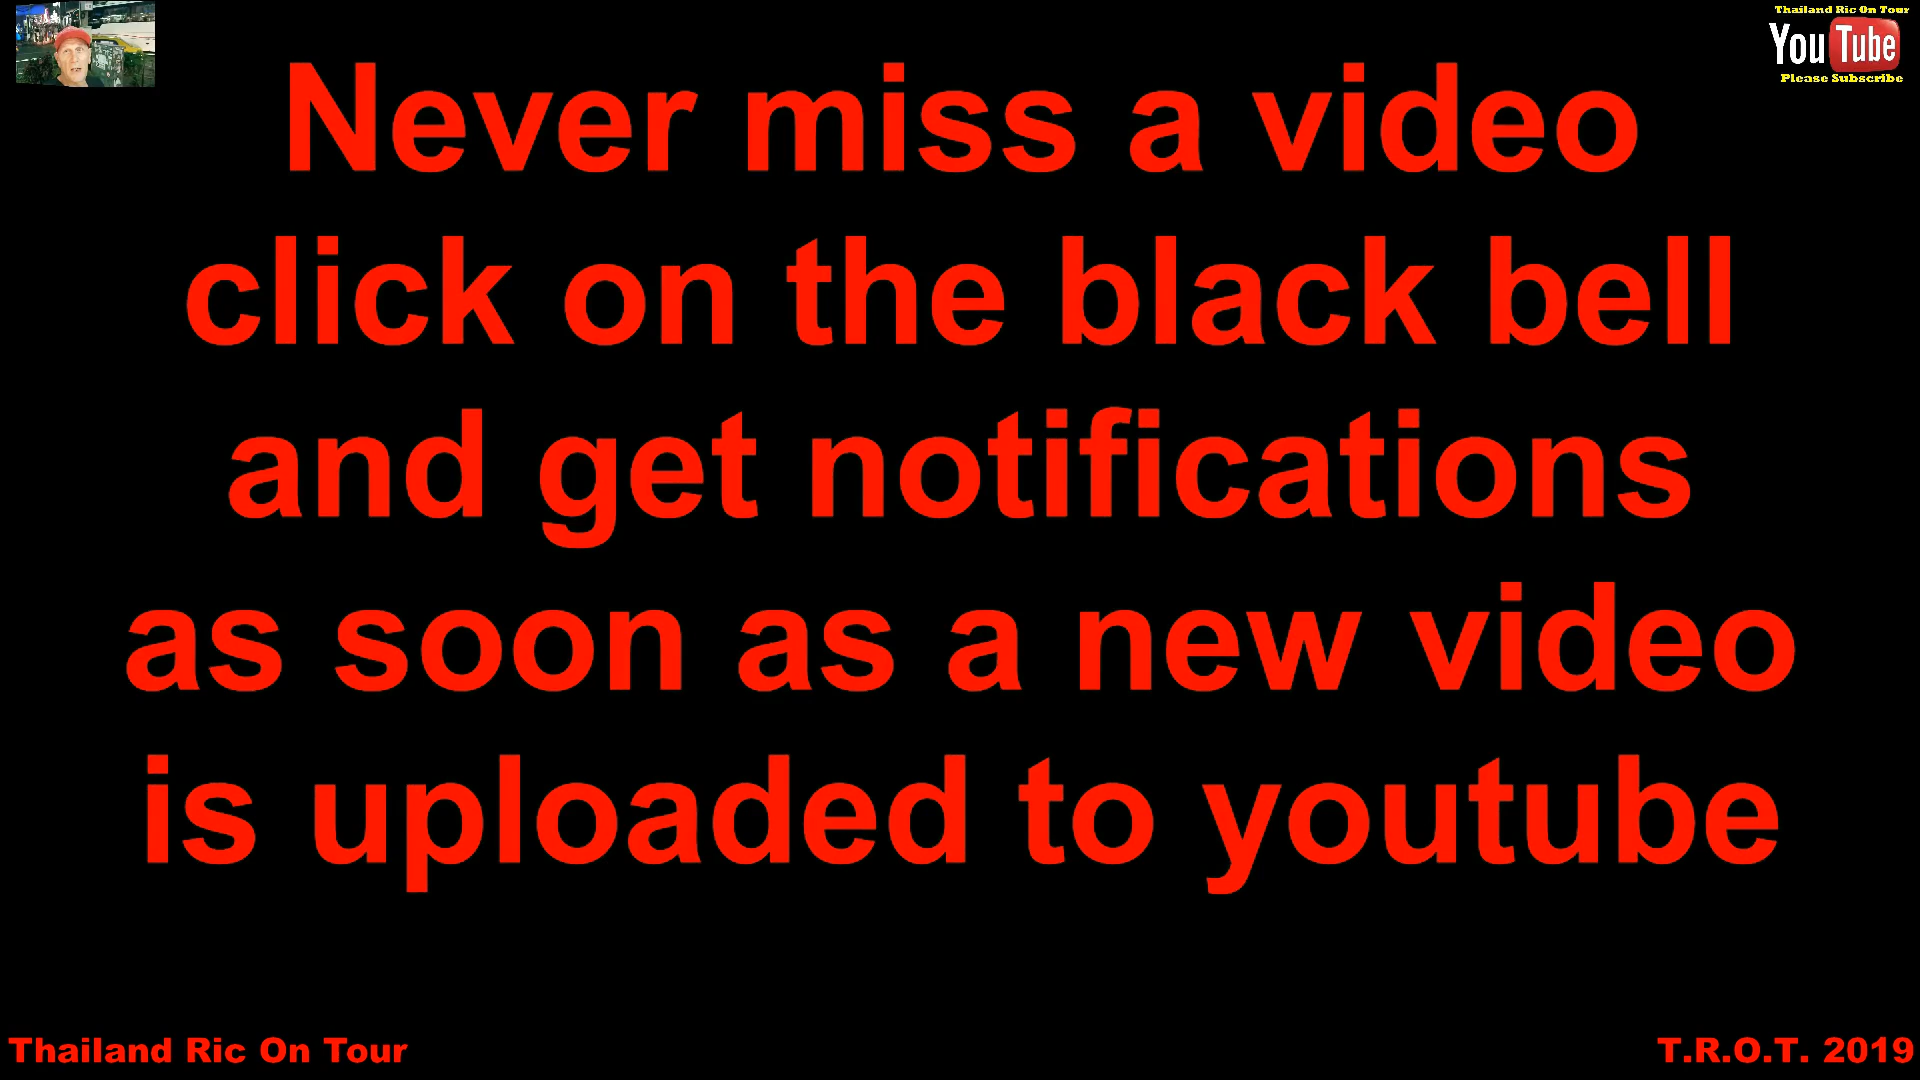 Thailand Ric On Tour
YouTube
Please Subscribe
Never miss a video
click on the black bell
and get notifications
as soon as a new video
is uploaded to youtube
Thailand Ric On Tour
T.R.O.T. 2019